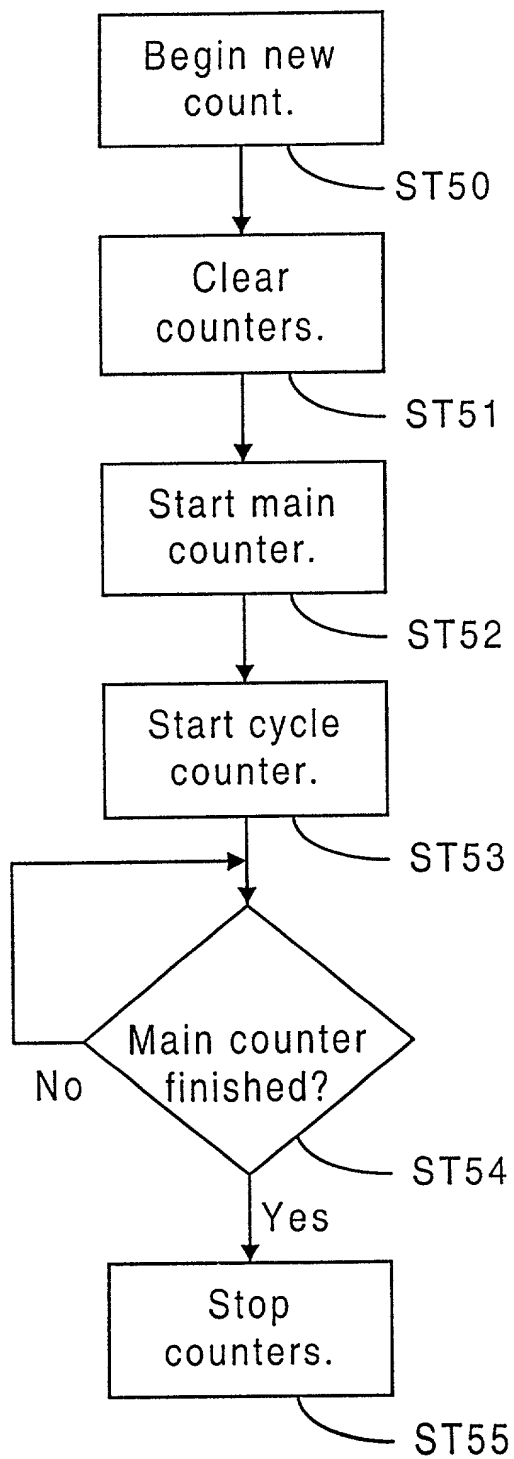 Begin new
count.
ST50
Clear
counters.
ST51
Start main
counter.
ST52
Start cycle
counter.
ST53
Main counter
finished?
No
ST54
Yes
Stop
counters.
ST55